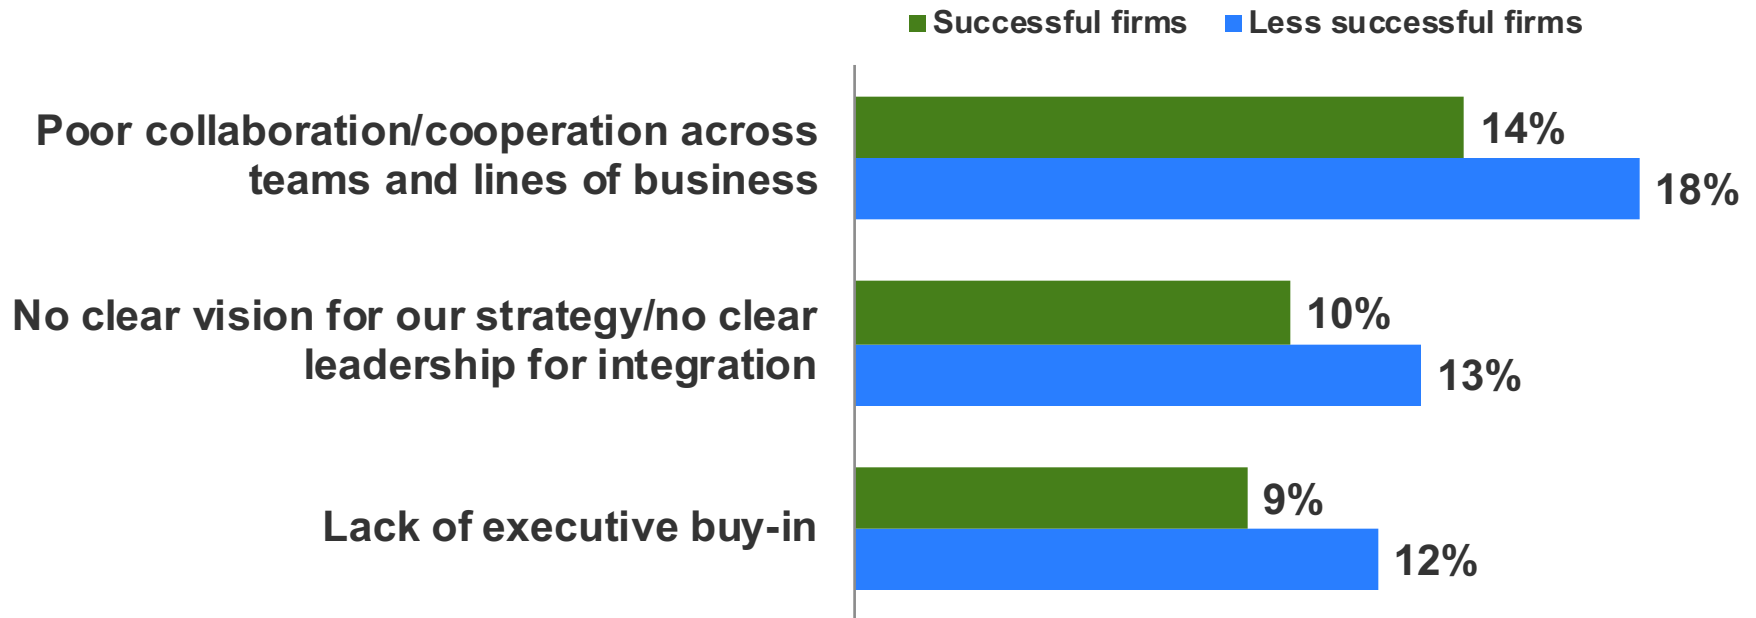 Successful firms
Less successful firms
Poor collaboration/cooperation across
teams and lines of business
14%
18%
No clear vision for our strategy/no clear
leadership for integration
10%
13%
Lack of executive buy-in
9%
12%